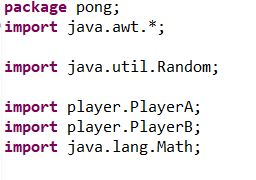 package pong;
import java.awt.*;
import java.util.Random;
import player.PlayerA;
import player.PlayerB;
import java.lang.Math;